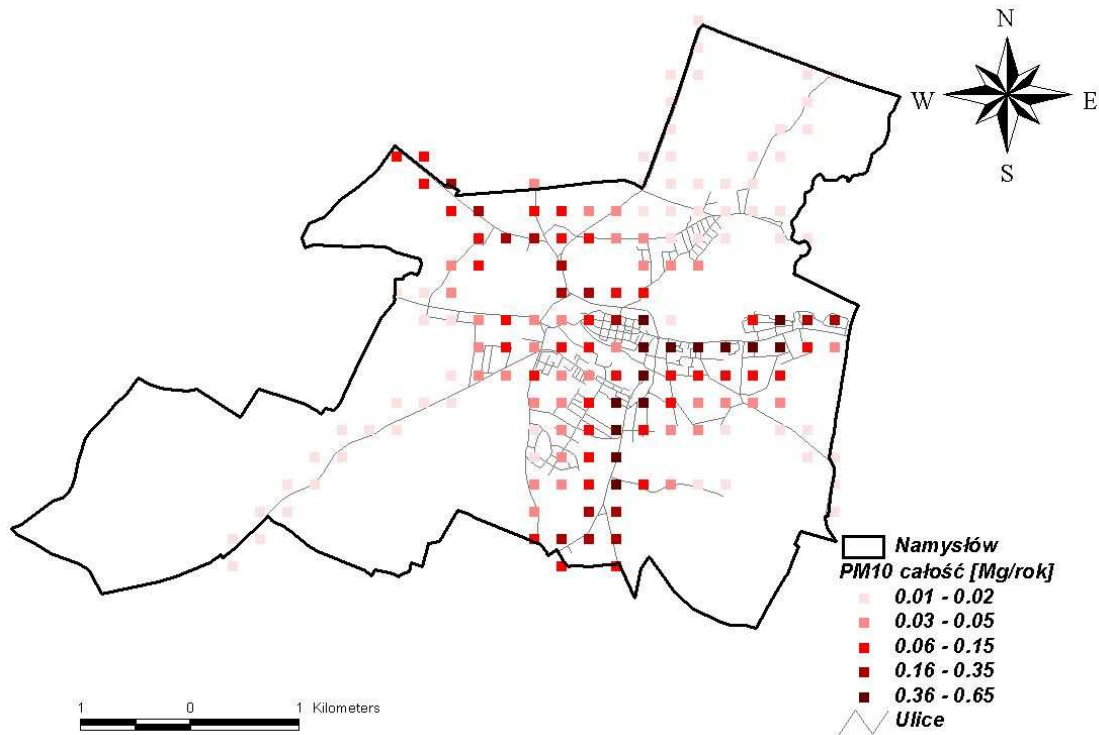 N
W E
S
Namysłów
PM10 całość [Mg/rok]
0.01 - 0.02
0.03 - 0.05
0.06 - 0.15
0.16 - 0.35
0.36 - 0.65
Ulice
1 0 1 Kilometers